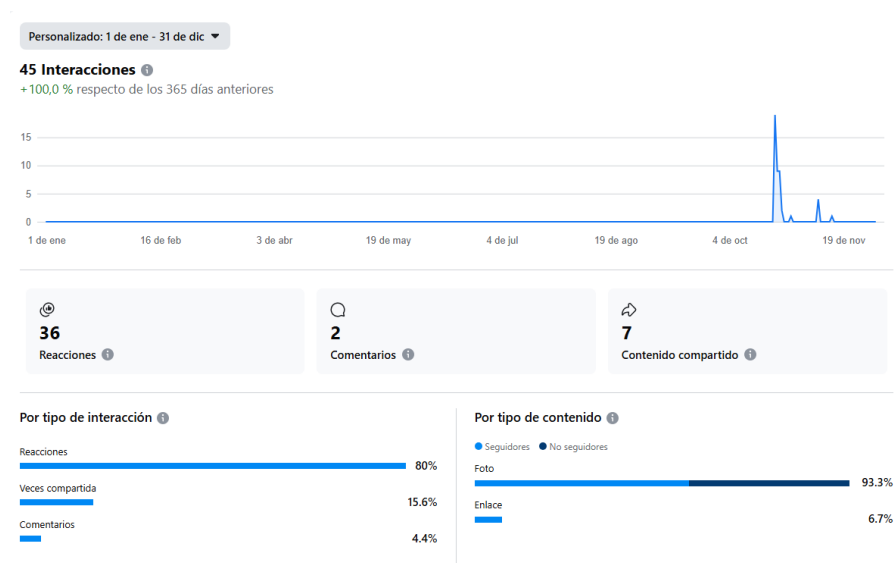 Personalizado: 1 de ene - 31 de dic
45 Interacciones
+100,0 % respecto de los 365 días anteriores
15
10
5
0
1 de ene 16 de feb 3 de abr 19 de may 4 de jul 19 de ago 4 de oct 19 de nov
36
Reacciones
2
Comentarios
7
Contenido compartido
Por tipo de interacción
Reacciones
80%
Veces compartida
15.6%
Comentarios
4.4%
Por tipo de contenido
Seguidores No seguidores
Foto
93.3%
Enlace
6.7%